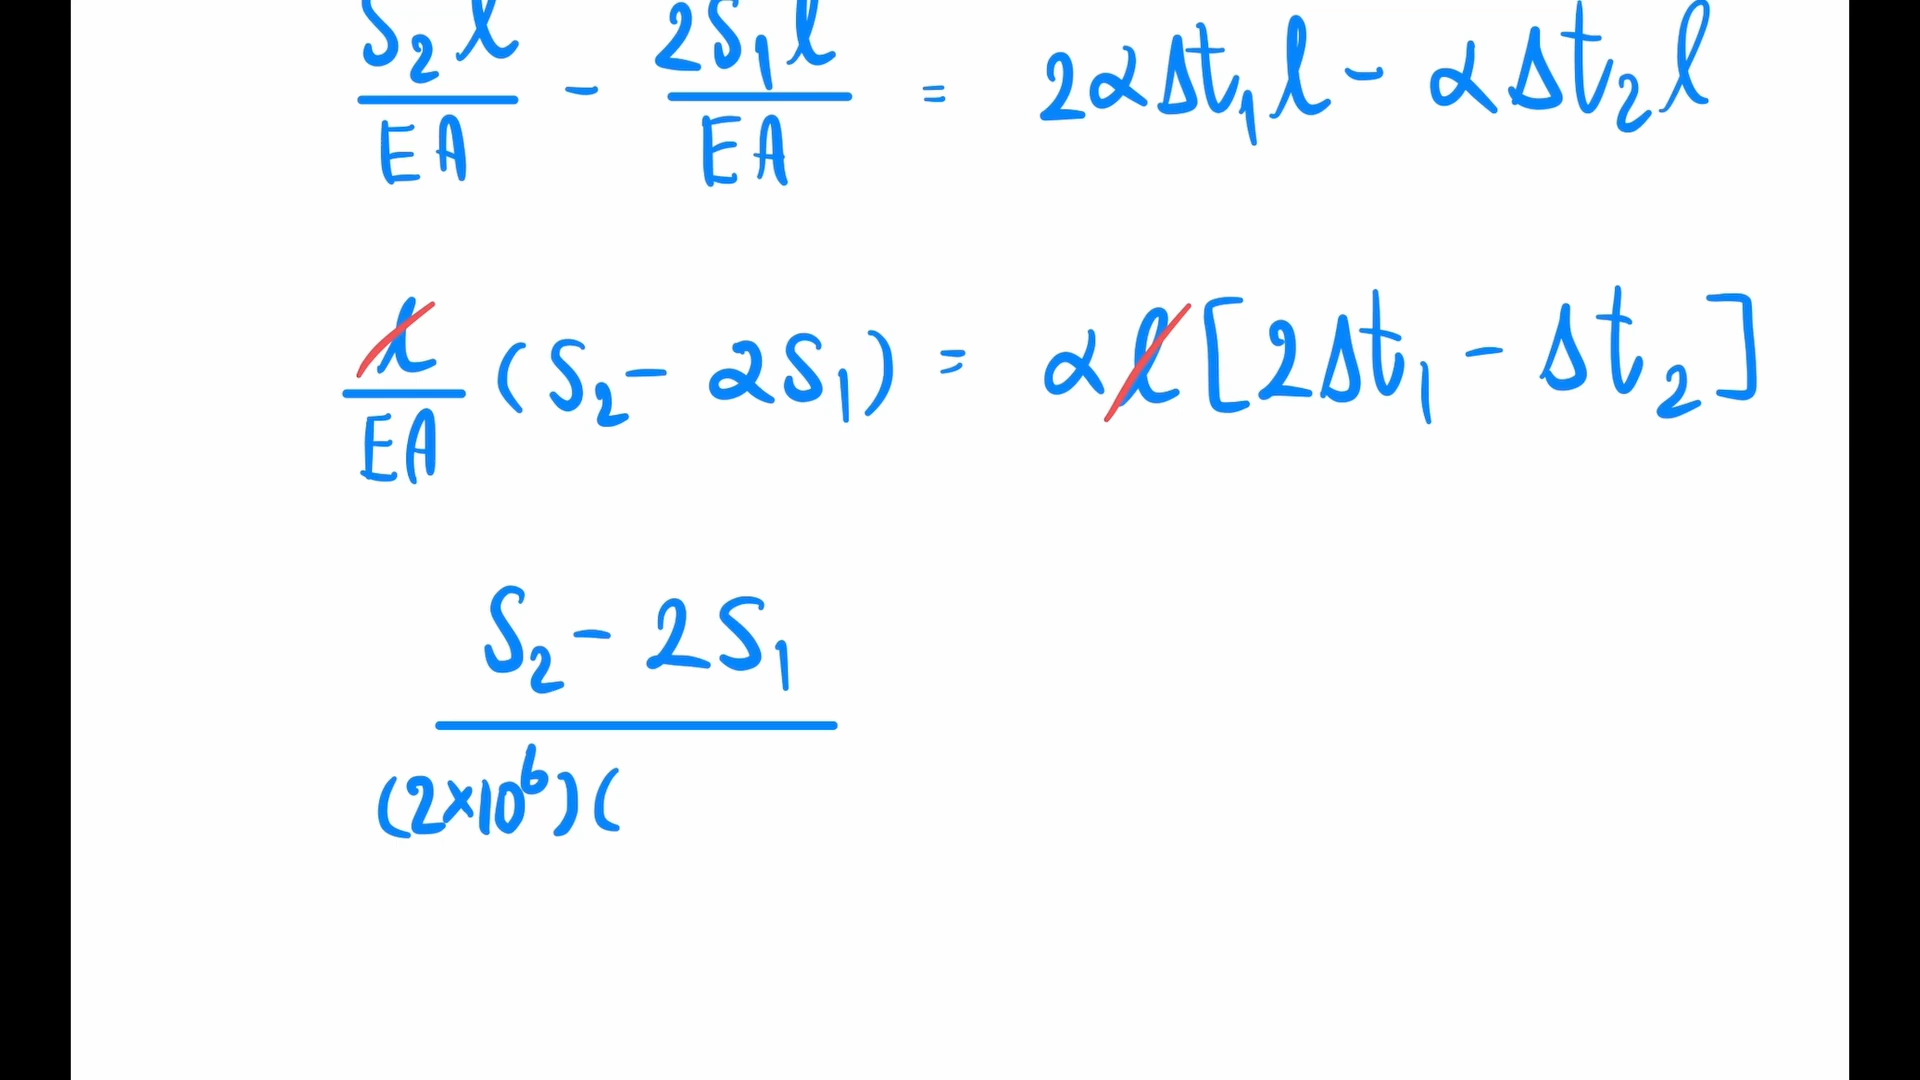 S₂l/EA - 2S₁l/EA = 2αΔt₁l - αΔt₂l
l/EA (S₂ - 2S₁) = αl[2Δt₁ - Δt₂]
S₂ - 2S₁
(2×10⁶)(